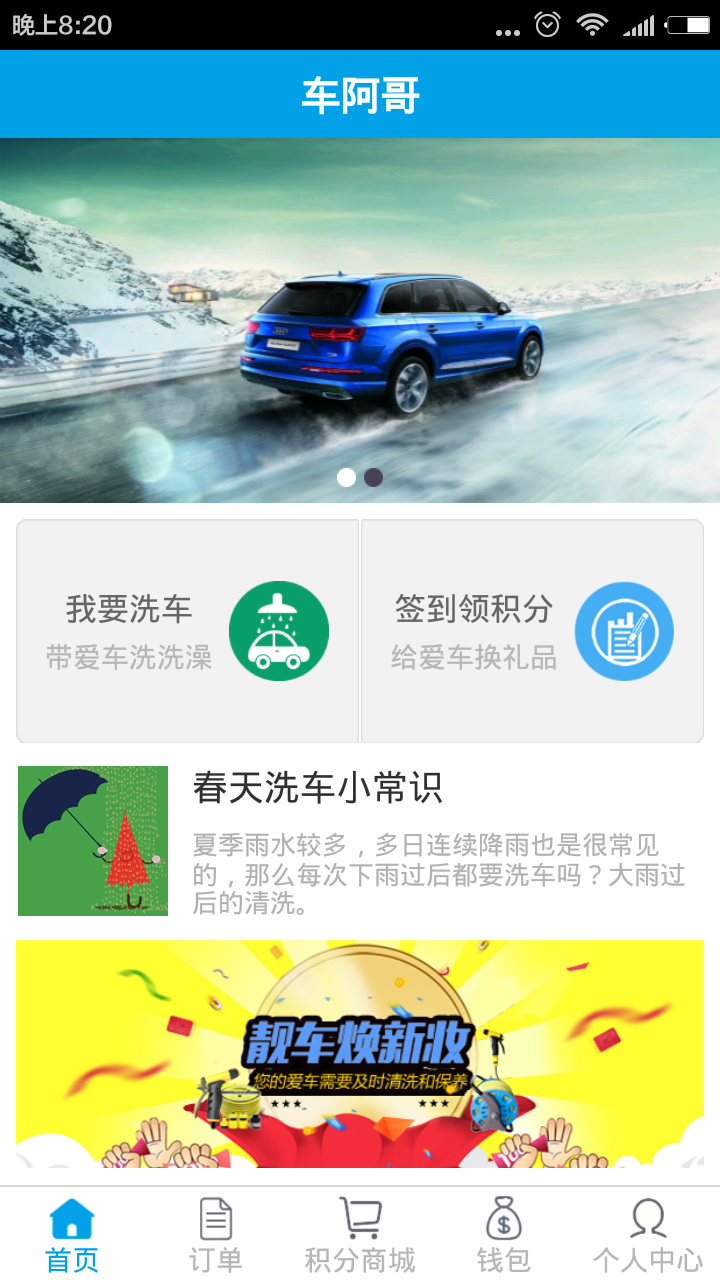 晚上8:20
车阿哥
我要洗车
带爱车洗洗澡
签到领积分
给爱车换礼品
春天洗车小常识
夏季雨水较多，多日连续降雨也是很常见
的，那么每次下雨过后都要洗车吗？大雨过
后的清洗。
靓车焕新妆
您的爱车需要及时清洗和保养
首页
订单
积分商城
钱包
个人中心